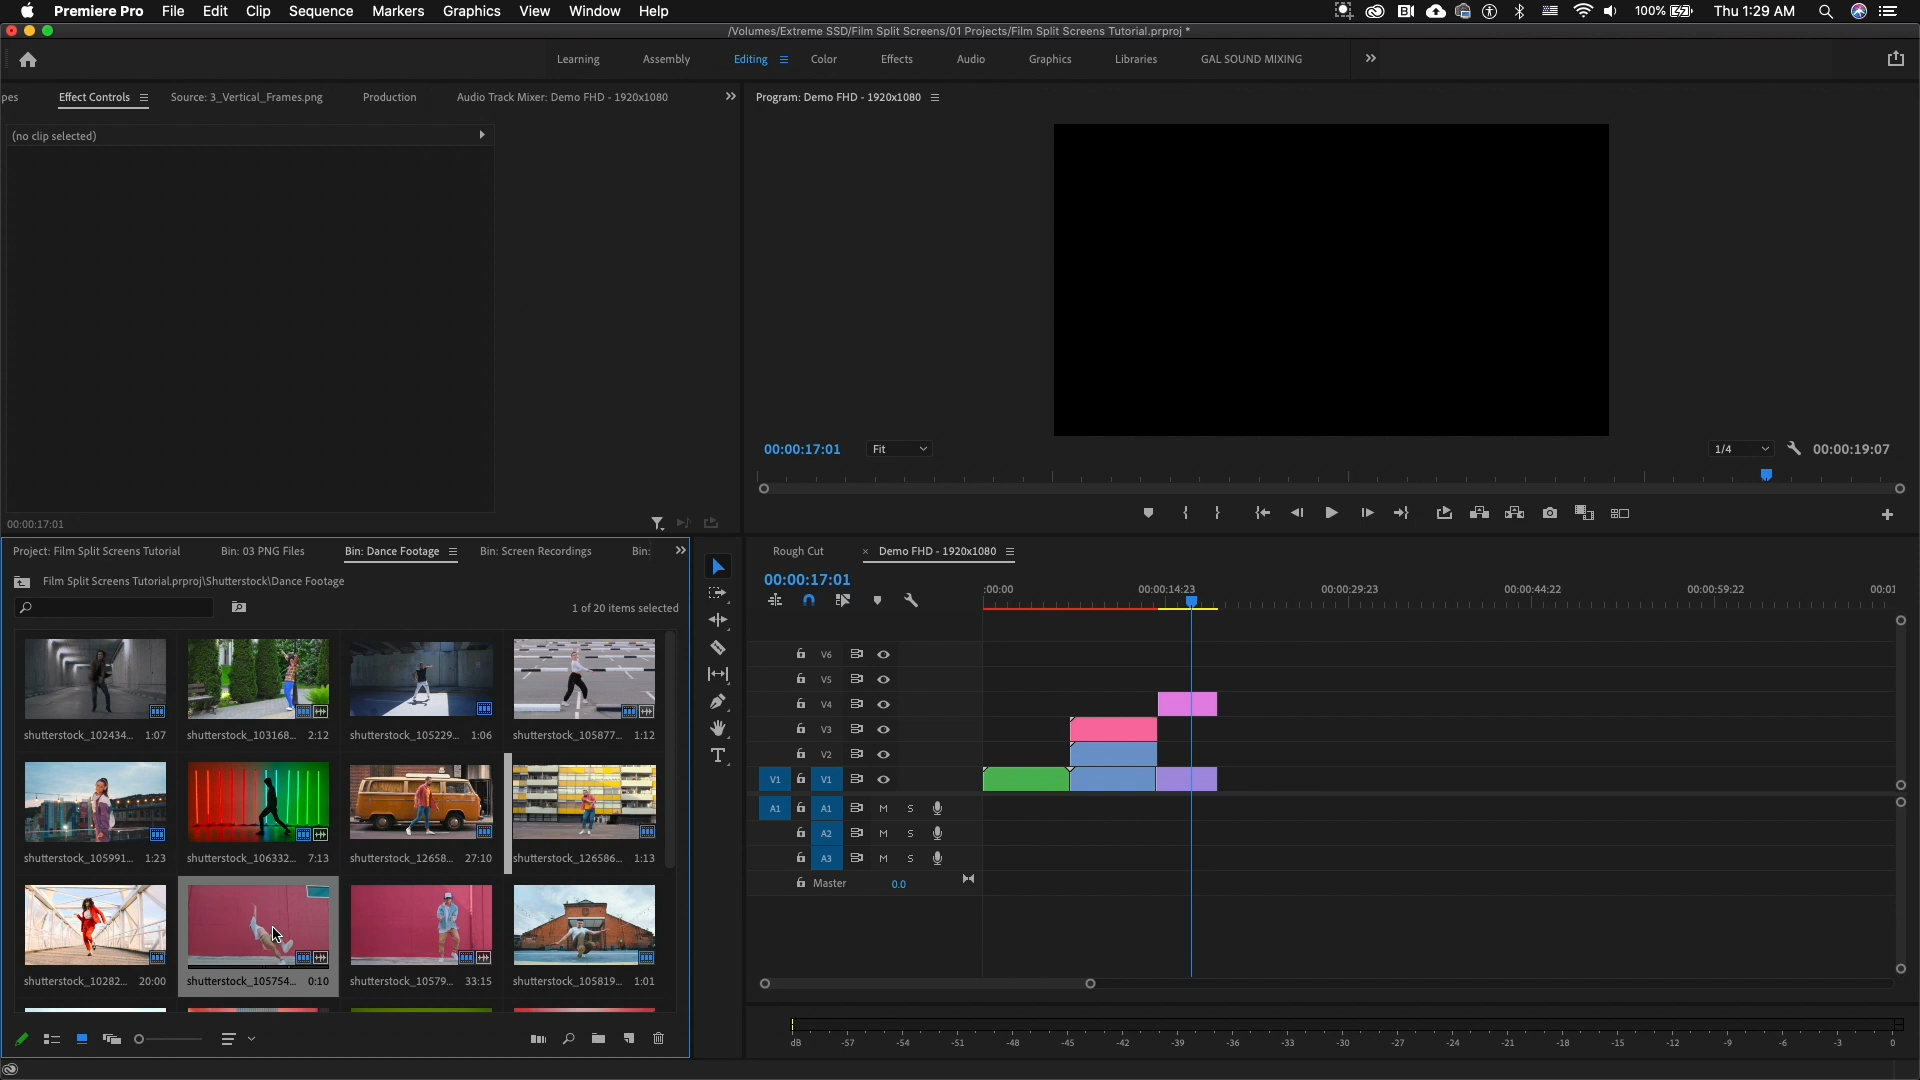 Premiere Pro File Edit Clip Sequence Markers Graphics View Window Help 100% Thu 1:29 AM
/Volumes/Extreme SSD/Film Split Screens/01 Projects/Film Split Screens Tutorial.prproj *
Learning Assembly Editing Color Effects Audio Graphics Libraries GAL SOUND MIXING
pes Effect Controls Source: 3_Vertical_Frames.png Production Audio Track Mixer: Demo FHD - 1920x1080
Program: Demo FHD - 1920x1080
(no clip selected)
00:00:17:01 Fit 1/4 00:00:19:07
00:00:17:01
Project: Film Split Screens Tutorial Bin: 03 PNG Files Bin: Dance Footage Bin: Screen Recordings Bin:
Film Split Screens Tutorial.prproj\Shutterstock\Dance Footage
1 of 20 items selected
shutterstock_102434... 1:07 shutterstock_103168... 2:12 shutterstock_105229... 1:06 shutterstock_105877... 1:12
shutterstock_105991... 1:23 shutterstock_106332... 7:13 shutterstock_12658... 27:10 shutterstock_126586... 1:13
shutterstock_10282... 20:00 shutterstock_105754... 0:10 shutterstock_10579... 33:15 shutterstock_105819... 1:01
Rough Cut × Demo FHD - 1920x1080
00:00:17:01
:00:00 00:00:14:23 00:00:29:23 00:00:44:22 00:00:59:22 00:01
V6
V5
V4
V3
V2
V1 V1
A1 A1 M S
A2 M S
A3 M S
Master 0.0
dB -57 -54 -51 -48 -45 -42 -39 -36 -33 -30 -27 -24 -21 -18 -15 -12 -9 -6 -3 0